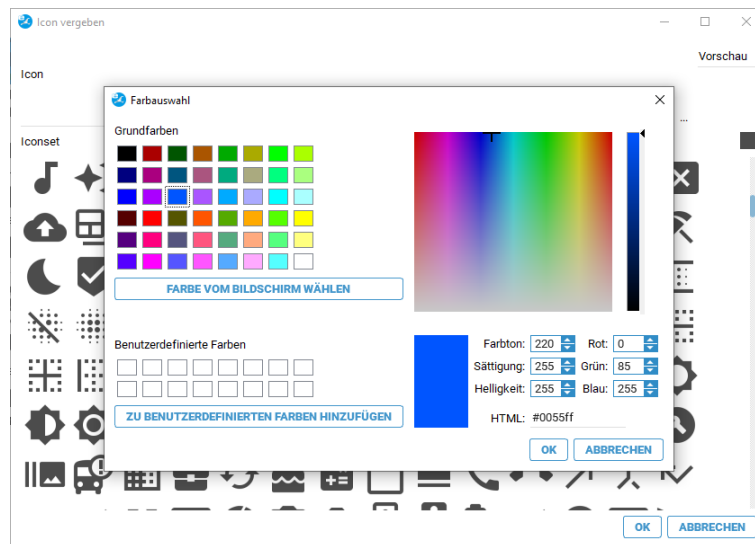 Icon vergeben
Vorschau
Icon
...
Iconset
Farbauswahl
Grundfarben
FARBE VOM BILDSCHIRM WÄHLEN
Benutzerdefinierte Farben
ZU BENUTZERDEFINIERTEN FARBEN HINZUFÜGEN
Farbton: 220 Rot: 0
Sättigung: 255 Grün: 85
Helligkeit: 255 Blau: 255
HTML: #0055ff
OK ABBRECHEN
OK ABBRECHEN